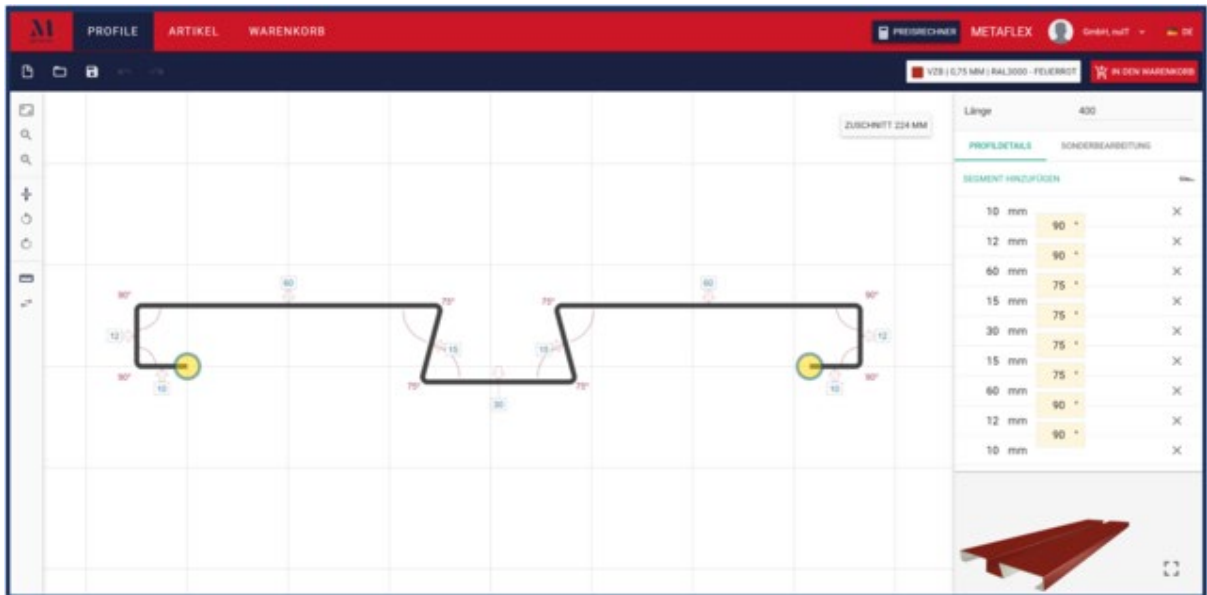 M PROFILE ARTIKEL WARENKORB PREISRECHNER METAFLEX GmbH, nuIT DE
VZB | 0,75 MM | RAL3000 - FEUERROT IN DEN WARENKORB
ZUSCHNITT 224 MM
Länge 400
PROFILDETAILS SONDERBEARBEITUNG
SEGMENT HINZUFÜGEN
10 mm
90 °
12 mm
90 °
60 mm
75 °
15 mm
75 °
30 mm
75 °
15 mm
75 °
60 mm
90 °
12 mm
90 °
10 mm
60 60
90° 75° 75° 90°
12 15 15 12
90° 10 75° 75° 10 90°
30